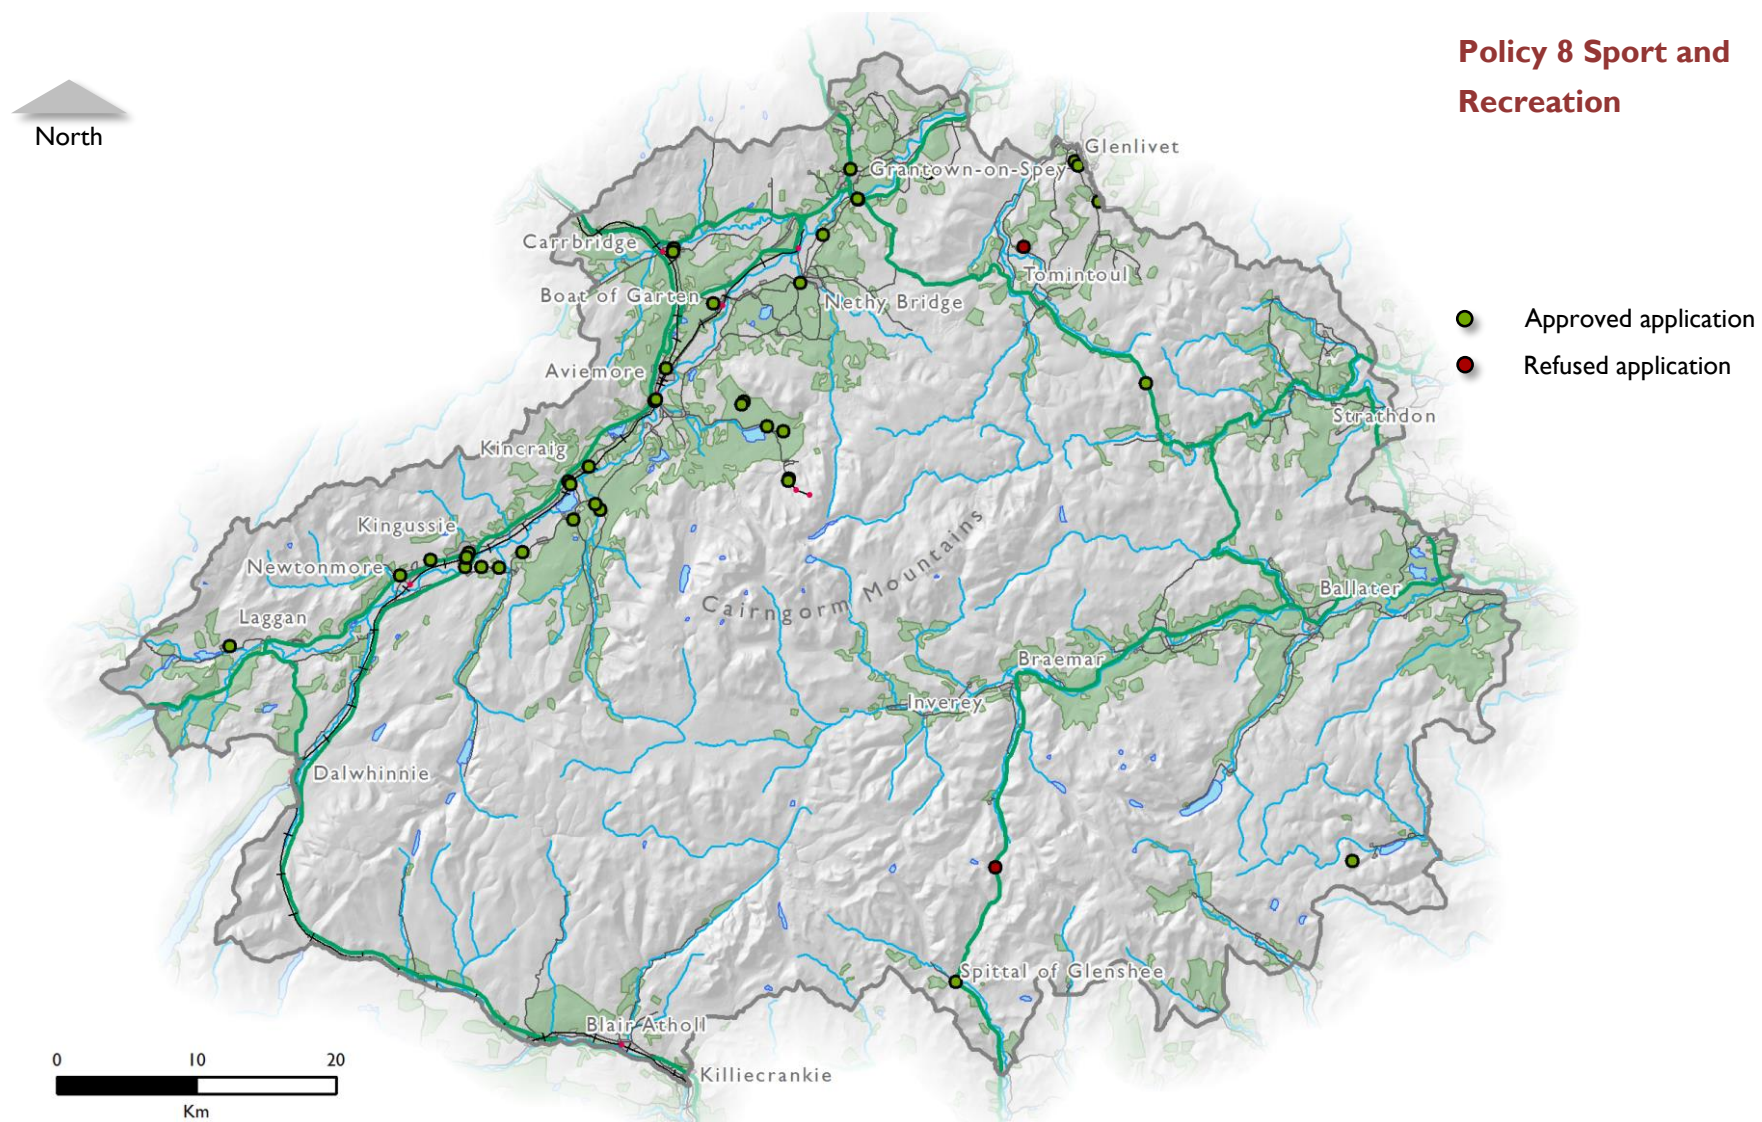 Policy 8 Sport and
Recreation
North
Glenlivet
Grantown-on-Spey
Carrbridge
Tomintoul
Boat of Garten
Nethy Bridge
Approved application
Refused application
Aviemore
Strathdon
Kincraig
Kingussie
Newtonmore
Cairngorm Mountains
Ballater
Laggan
Braemar
Inverey
Dalwhinnie
Spittal of Glenshee
Blair Atholl
Killiecrankie
0 10 20
Km